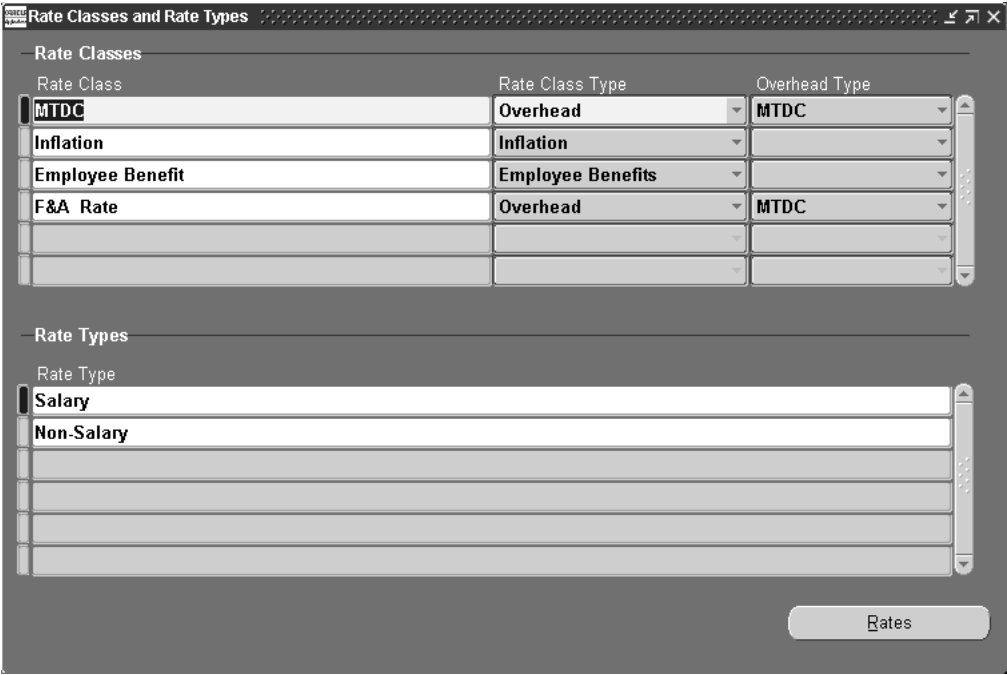 Rate Classes and Rate Types
Rate Classes
Rate Class Rate Class Type Overhead Type
MTDC Overhead MTDC
Inflation Inflation
Employee Benefit Employee Benefits
F&A Rate Overhead MTDC
Rate Types
Rate Type
Salary
Non-Salary
Rates